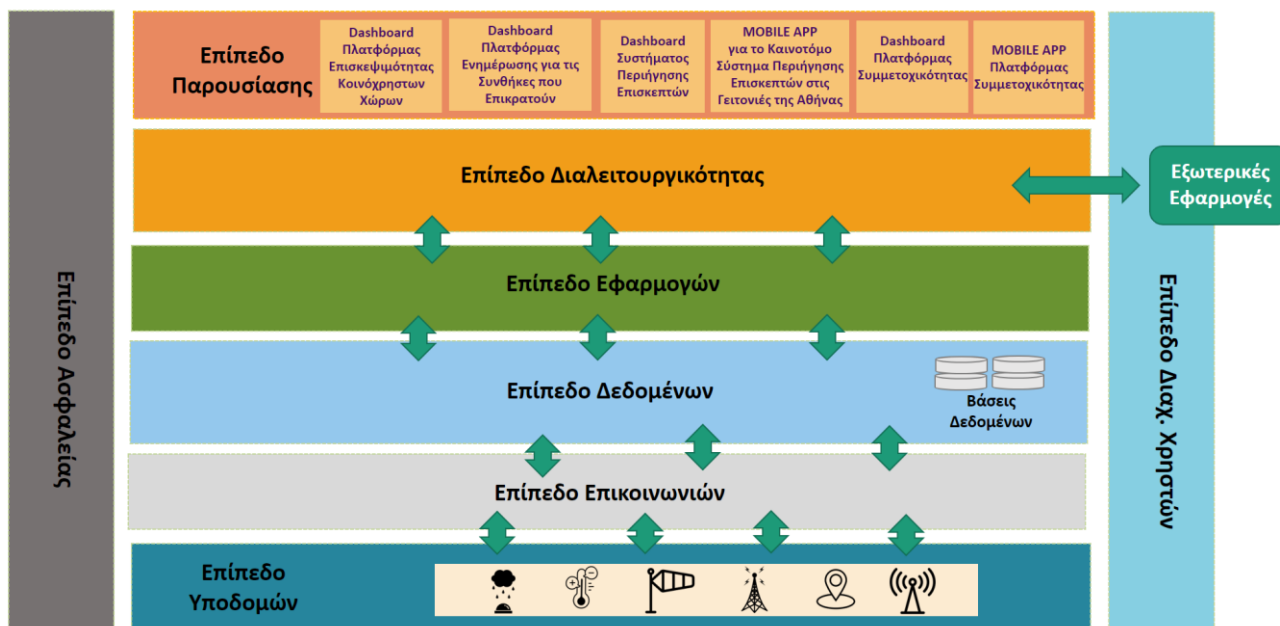 Επίπεδο
Παρουσίασης
Dashboard
Πλατφόρμας
Επισκεψιμότητας
Κοινόχρηστων
Χώρων
Dashboard
Πλατφόρμας
Ενημέρωσης για τις
Συνθήκες που
Επικρατούν
Dashboard
Συστήματος
Περιήγησης
Επισκεπτών
MOBILE APP
για το Καινοτόμο
Σύστημα Περιήγησης
Επισκεπτών στις
Γειτονιές της Αθήνας
Dashboard
Πλατφόρμας
Συμμετοχικότητας
MOBILE APP
Πλατφόρμας
Συμμετοχικότητας
Επίπεδο Διαλειτουργικότητας
Εξωτερικές
Εφαρμογές
Επίπεδο Εφαρμογών
Επίπεδο Δεδομένων
Βάσεις
Δεδομένων
Επίπεδο Επικοινωνιών
Επίπεδο
Υποδομών
Επίπεδο Ασφαλείας
Επίπεδο Διαχ. Χρηστών